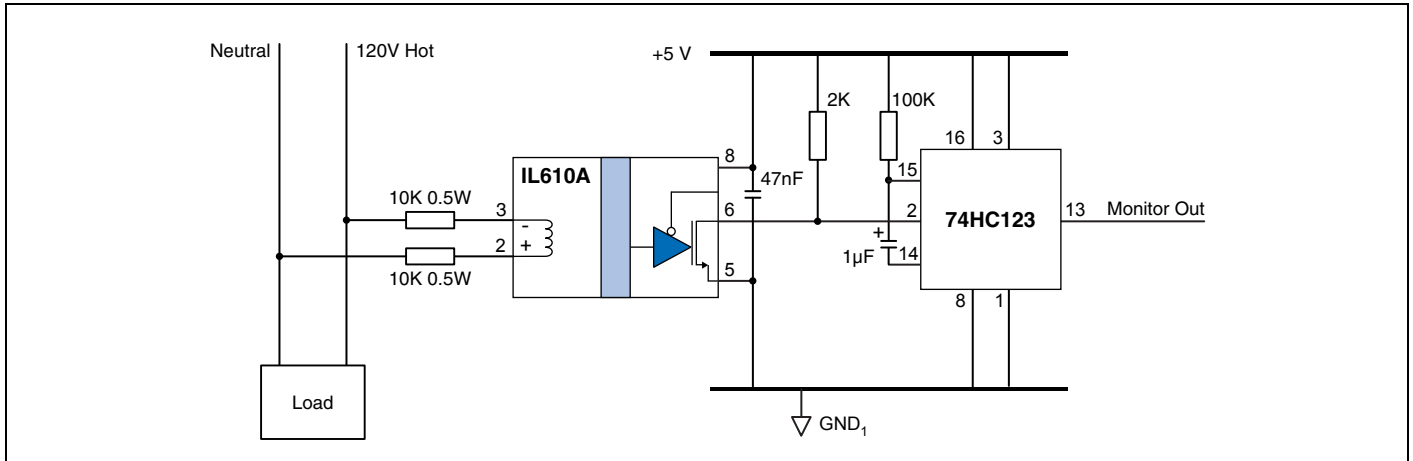 Neutral
120V Hot
+5 V
2K
100K
16
3
8
15
IL610A
47nF
10K 0.5W
3
-
6
2
74HC123
13
Monitor Out
2
+
+
10K 0.5W
5
1µF
14
8
1
Load
GND1